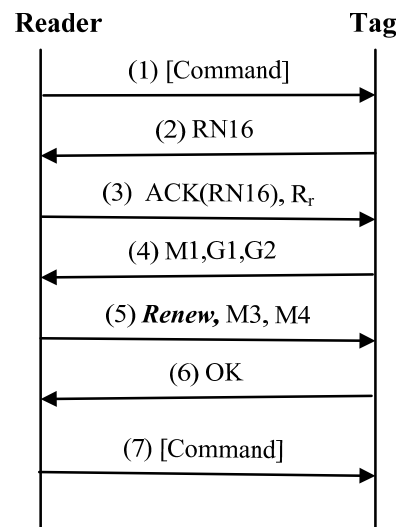 Reader Tag
(1) [Command]
(2) RN16
(3) ACK(RN16), Rr
(4) M1,G1,G2
(5) Renew, M3, M4
(6) OK
(7) [Command]